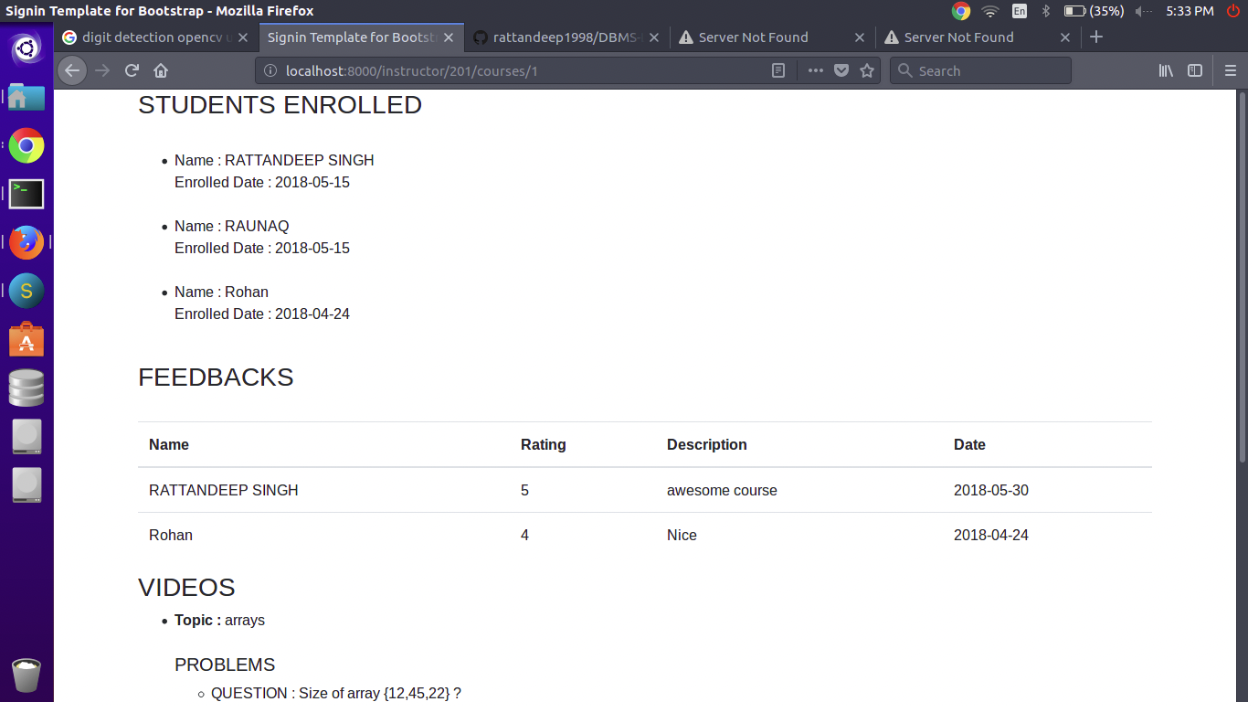 Signin Template for Bootstrap - Mozilla Firefox
En
(35%)
5:33 PM
digit detection opencv u
Signin Template for Bootst
rattandeep1998/DBMS-
Server Not Found
Server Not Found
localhost:8000/instructor/201/courses/1
Search
STUDENTS ENROLLED
Name : RATTANDEEP SINGH
Enrolled Date : 2018-05-15
Name : RAUNAQ
Enrolled Date : 2018-05-15
Name : Rohan
Enrolled Date : 2018-04-24
FEEDBACKS
Name Rating Description Date
RATTANDEEP SINGH 5 awesome course 2018-05-30
Rohan 4 Nice 2018-04-24
VIDEOS
Topic : arrays
PROBLEMS
QUESTION : Size of array {12,45,22} ?